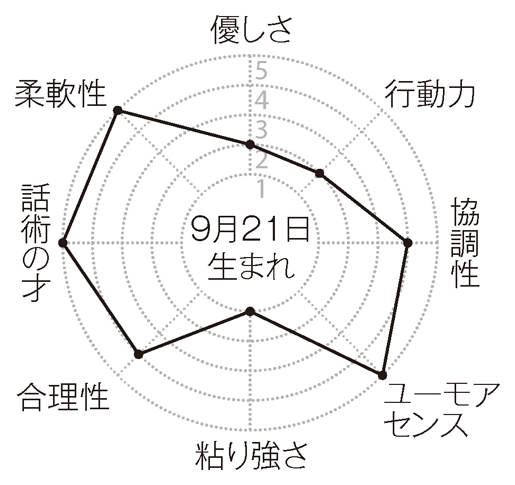 優しさ
行動力
協調性
ユーモア
センス
粘り強さ
合理性
話術の才
柔軟性
5
4
3
2
1
9月21日
生まれ